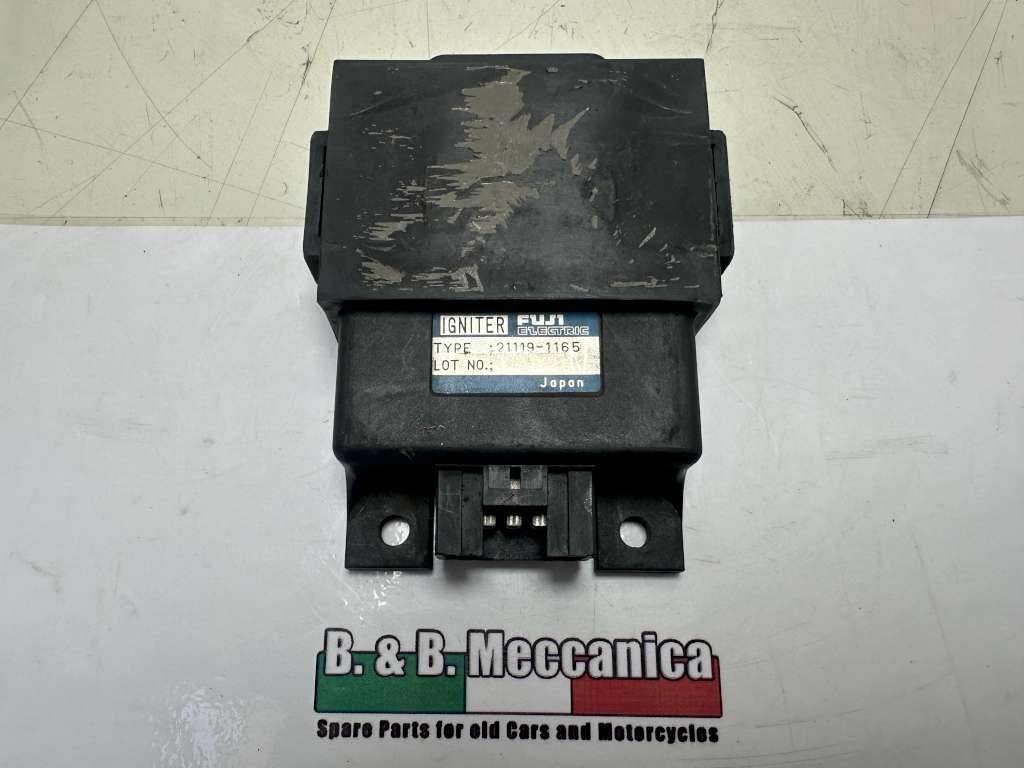 IGNITER FUJI
ELECTRIC
TYPE :21119-1165
LOT NO.;
Japan
B. & B. Meccanica
Spare Parts for old Cars and Motorcycles